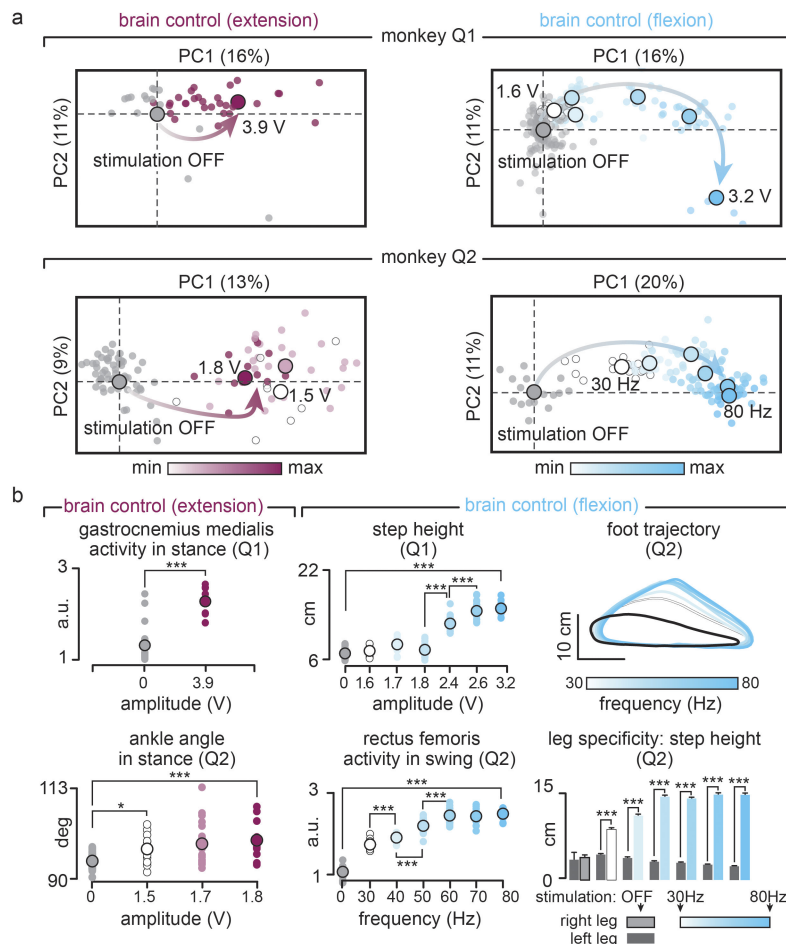 a
brain control (extension)
brain control (flexion)
monkey Q1
PC1 (16%)
PC1 (16%)
PC2 (11%)
3.9 V
stimulation OFF
PC2 (11%)
1.6 V
stimulation OFF
3.2 V
monkey Q2
PC1 (13%)
PC1 (20%)
PC2 (9%)
1.8 V
1.5 V
stimulation OFF
PC2 (11%)
30 Hz
80 Hz
stimulation OFF
min max
min max
b
brain control (extension)
brain control (flexion)
gastrocnemius medialis
activity in stance (Q1)
***
3
a.u.
1
0 3.9
amplitude (V)
step height
(Q1)
***
*** ***
22
cm
6
0 1.6 1.7 1.8 2.4 2.6 3.2
amplitude (V)
foot trajectory
(Q2)
10 cm
30 80
frequency (Hz)
ankle angle
in stance (Q2)
***
*
113
deg
90
0 1.5 1.7 1.8
amplitude (V)
rectus femoris
activity in swing (Q2)
***
*** ***
***
3
a.u.
1
0 30 40 50 60 70 80
frequency (Hz)
leg specificity: step height
(Q2)
*** *** *** *** *** ***
15
cm
0
stimulation: OFF 30Hz 80Hz
right leg
left leg